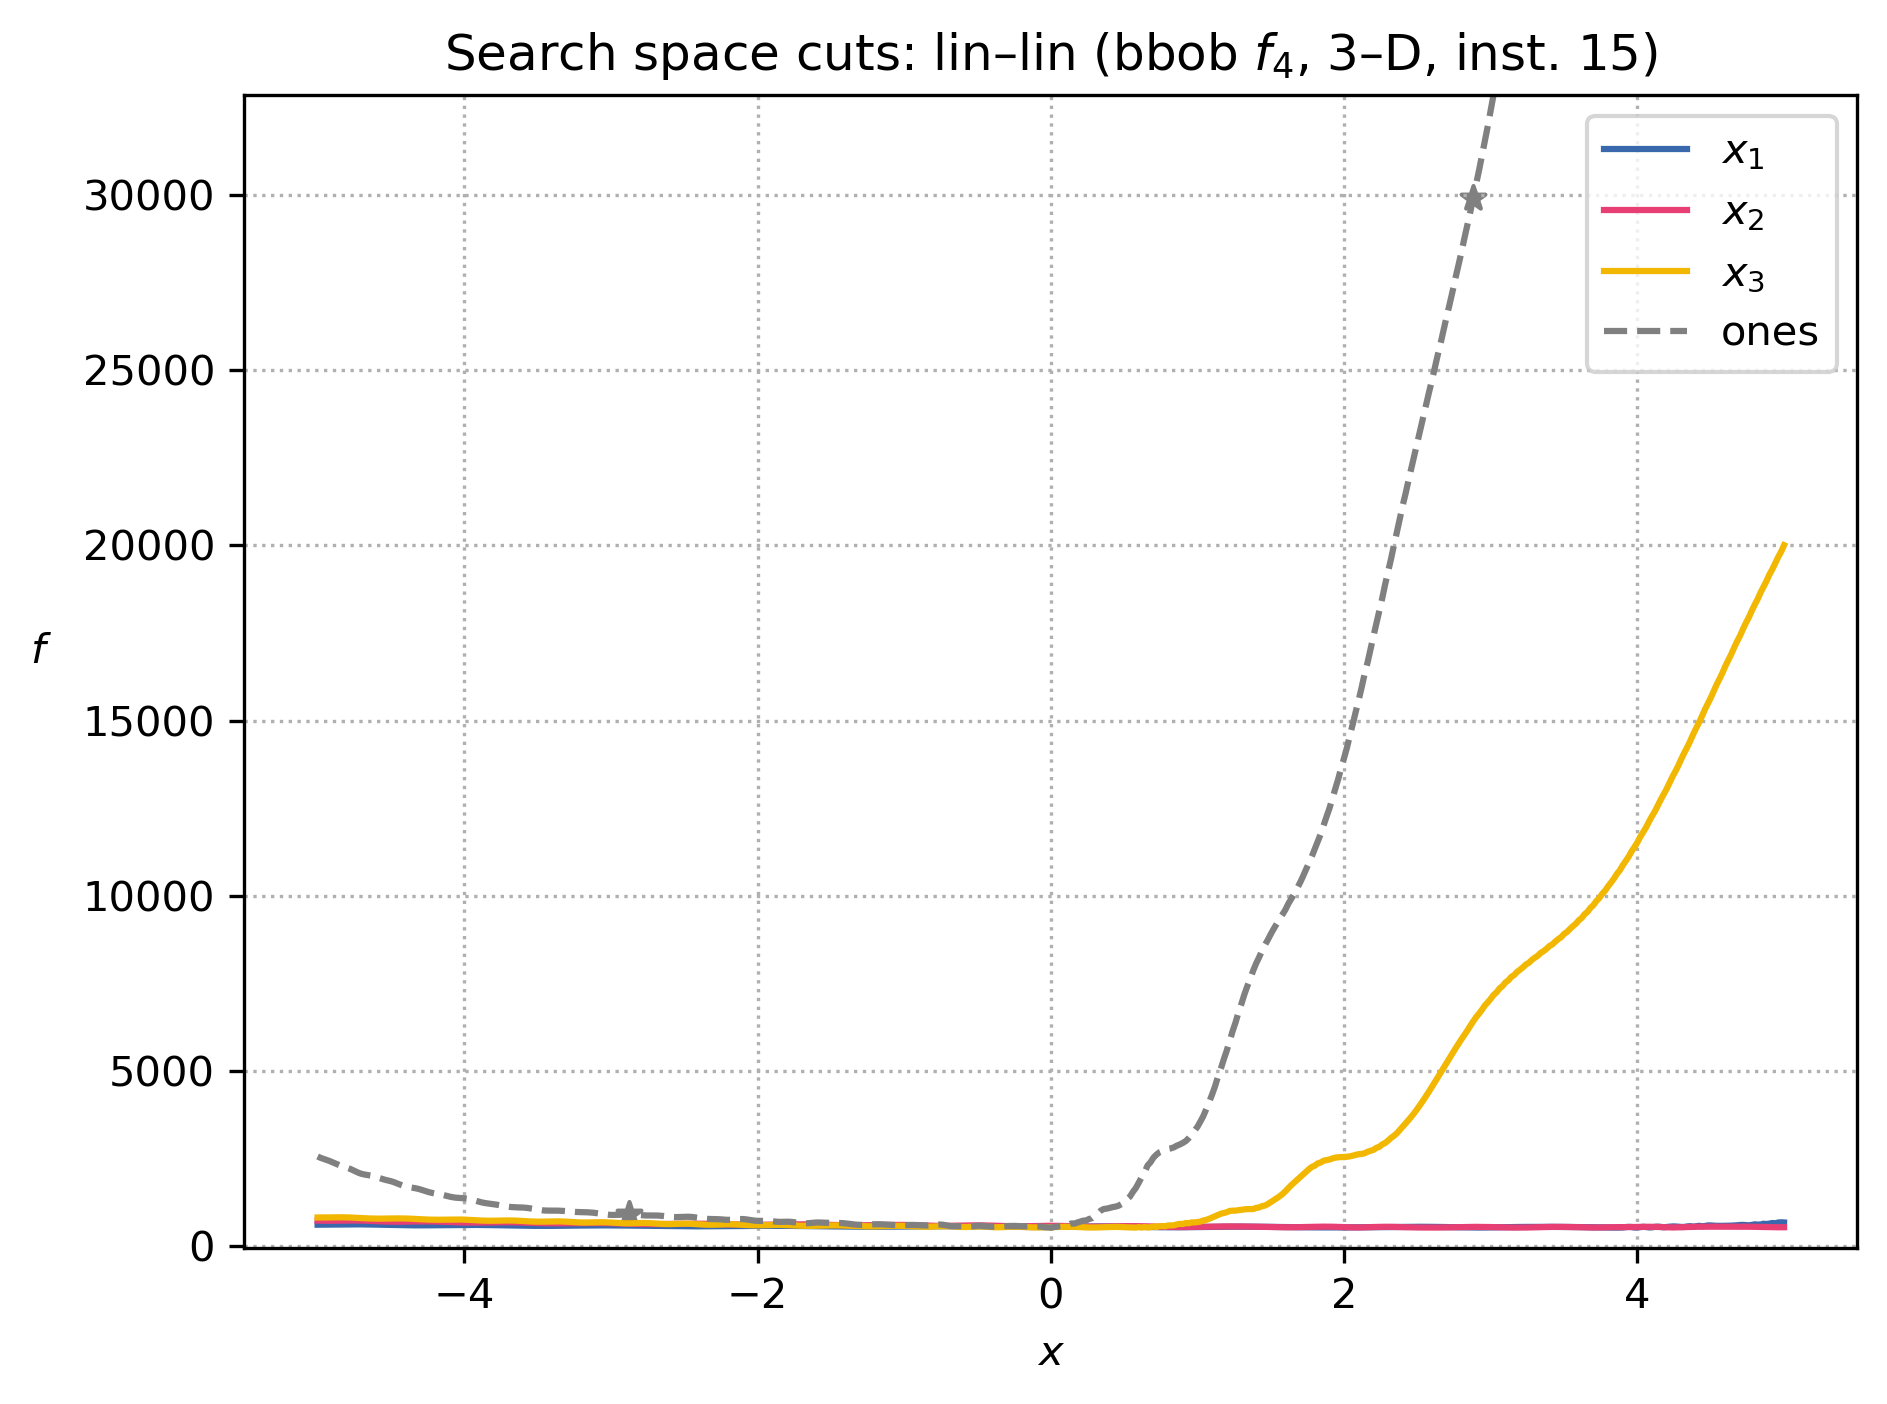 Search space cuts: lin–lin (bbob f₄, 3–D, inst. 15)
x₁
x₂
x₃
ones
30000
25000
20000
15000
10000
5000
0
f
−4 −2 0 2 4
x